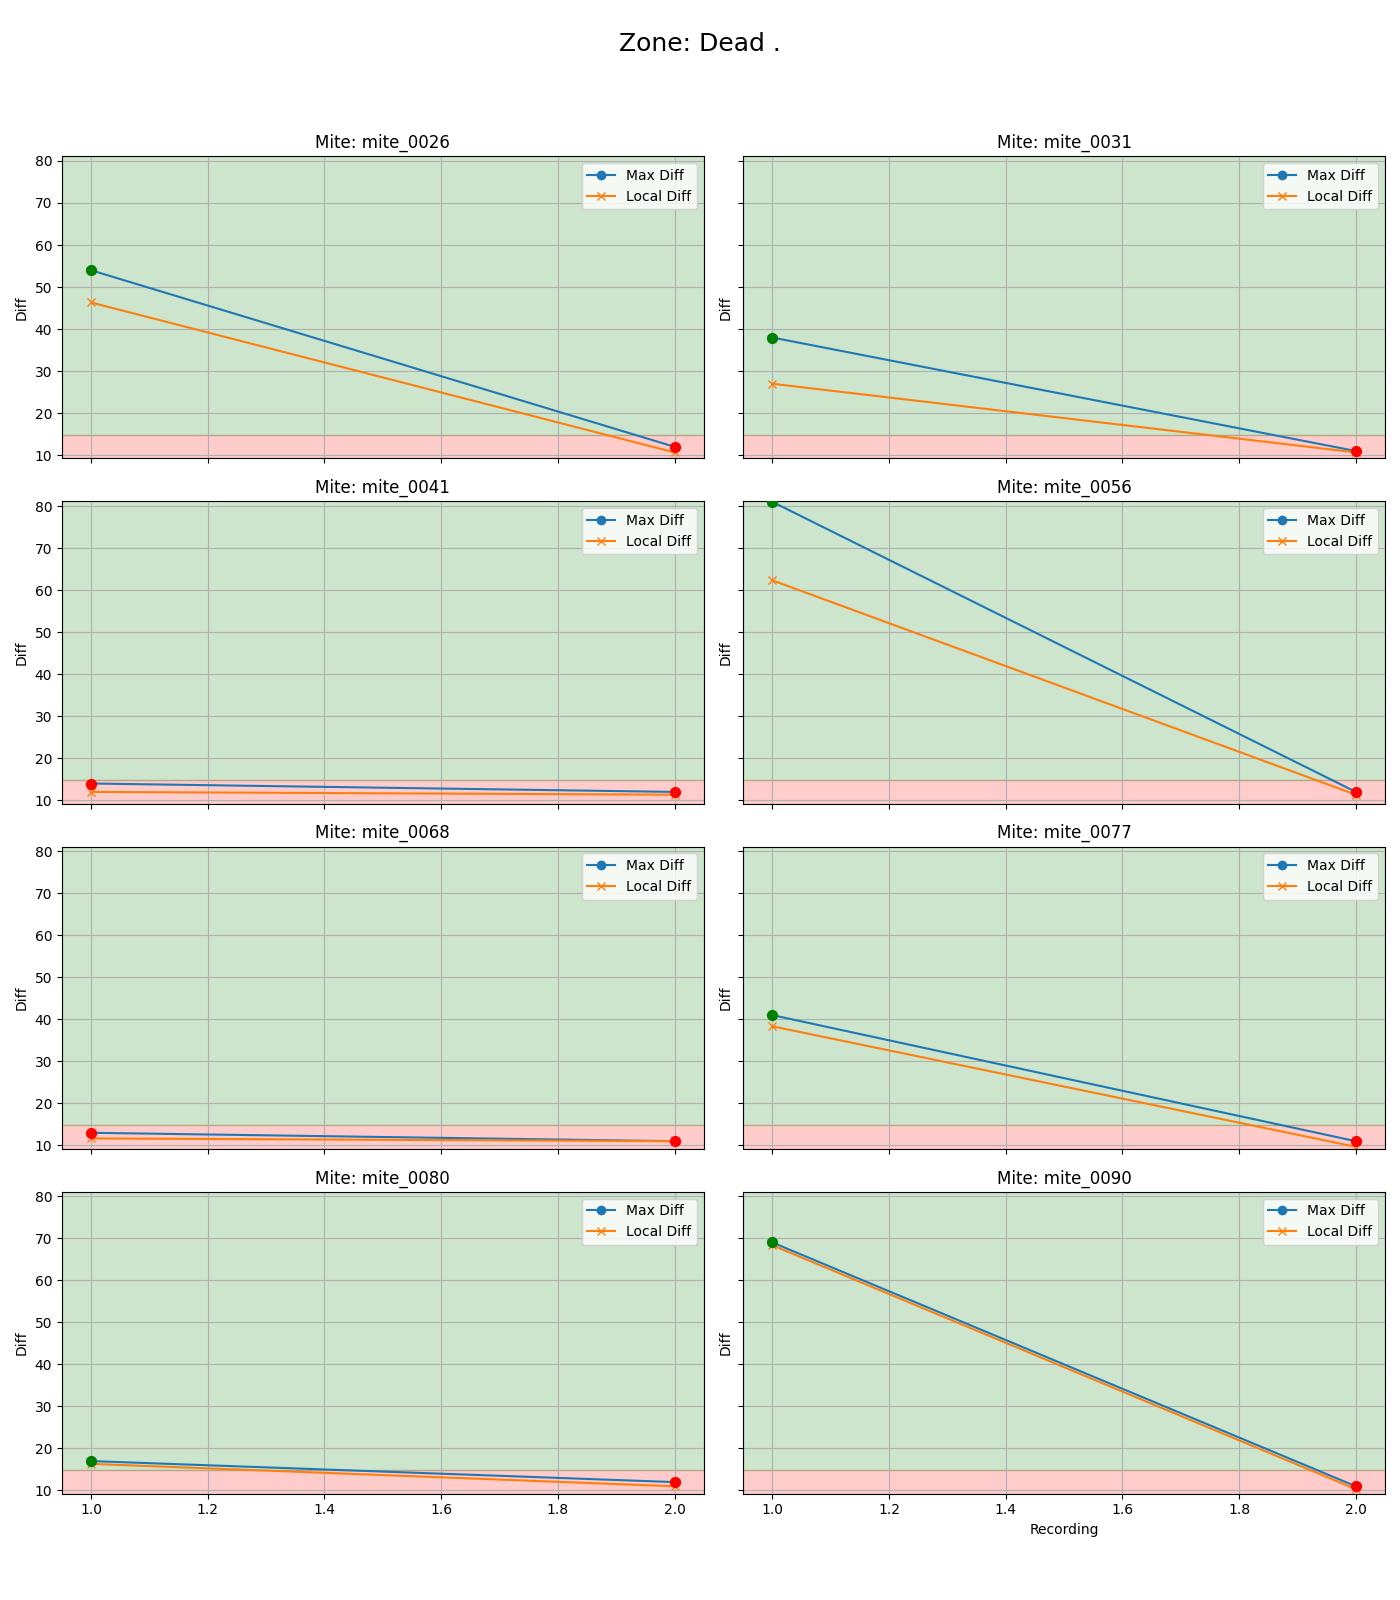 Zone: Dead .
Mite: mite_0026
80
70
60
50
40
30
20
10
Diff
Max Diff
Local Diff
Mite: mite_0031
Diff
Max Diff
Local Diff
Mite: mite_0041
80
70
60
50
40
30
20
10
Diff
Max Diff
Local Diff
Mite: mite_0056
Diff
Max Diff
Local Diff
Mite: mite_0068
80
70
60
50
40
30
20
10
Diff
Max Diff
Local Diff
Mite: mite_0077
Diff
Max Diff
Local Diff
Mite: mite_0080
80
70
60
50
40
30
20
10
Diff
Max Diff
Local Diff
1.0 1.2 1.4 1.6 1.8 2.0
Mite: mite_0090
Diff
Max Diff
Local Diff
1.0 1.2 1.4 1.6 1.8 2.0
Recording